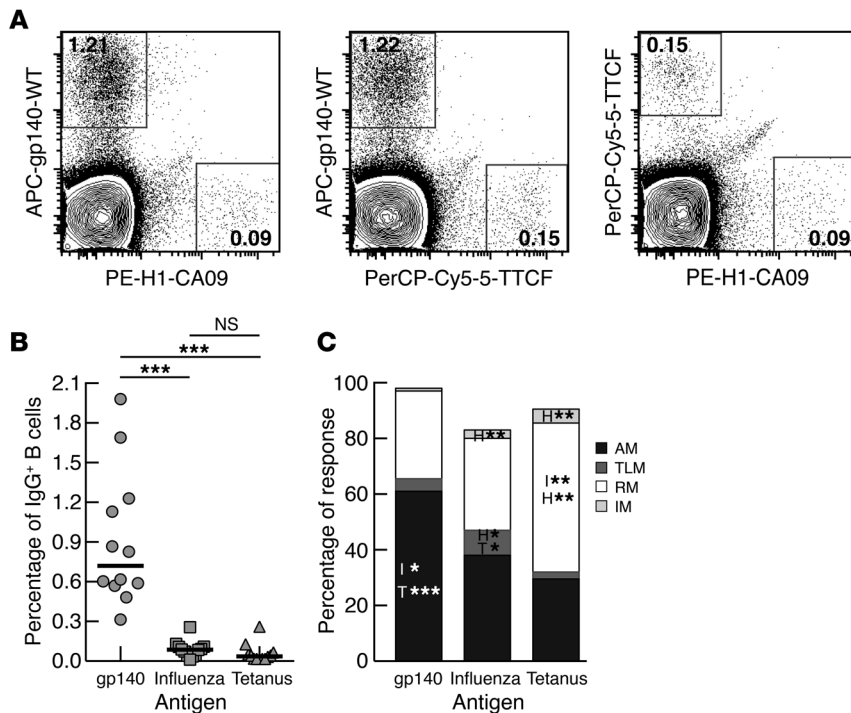 A
1.21
0.09
APC-gp140-WT
PE-H1-CA09
1.22
0.15
APC-gp140-WT
PerCP-Cy5-5-TTCF
0.15
0.09
PerCP-Cy5-5-TTCF
PE-H1-CA09
B
NS
***
***
Percentage of IgG+ B cells
2.1
1.8
1.5
1.2
0.9
0.6
0.3
0.0
gp140 Influenza Tetanus
Antigen
C
Percentage of response
100
80
60
40
20
0
I *
T ***
H**
H*
T *
H**
I **
H**
gp140 Influenza Tetanus
Antigen
AM
TLM
RM
IM